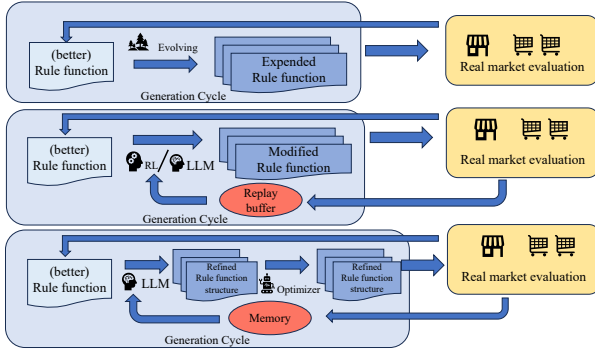 (better)
Rule function
Evolving
Expended
Rule function
Generation Cycle
Real market evaluation
(better)
Rule function
RL/
LLM
Modified
Rule function
Replay
buffer
Generation Cycle
Real market evaluation
(better)
Rule function
LLM
Refined
Rule function
structure
Optimizer
Refined
Rule function
structure
Memory
Generation Cycle
Real market evaluation